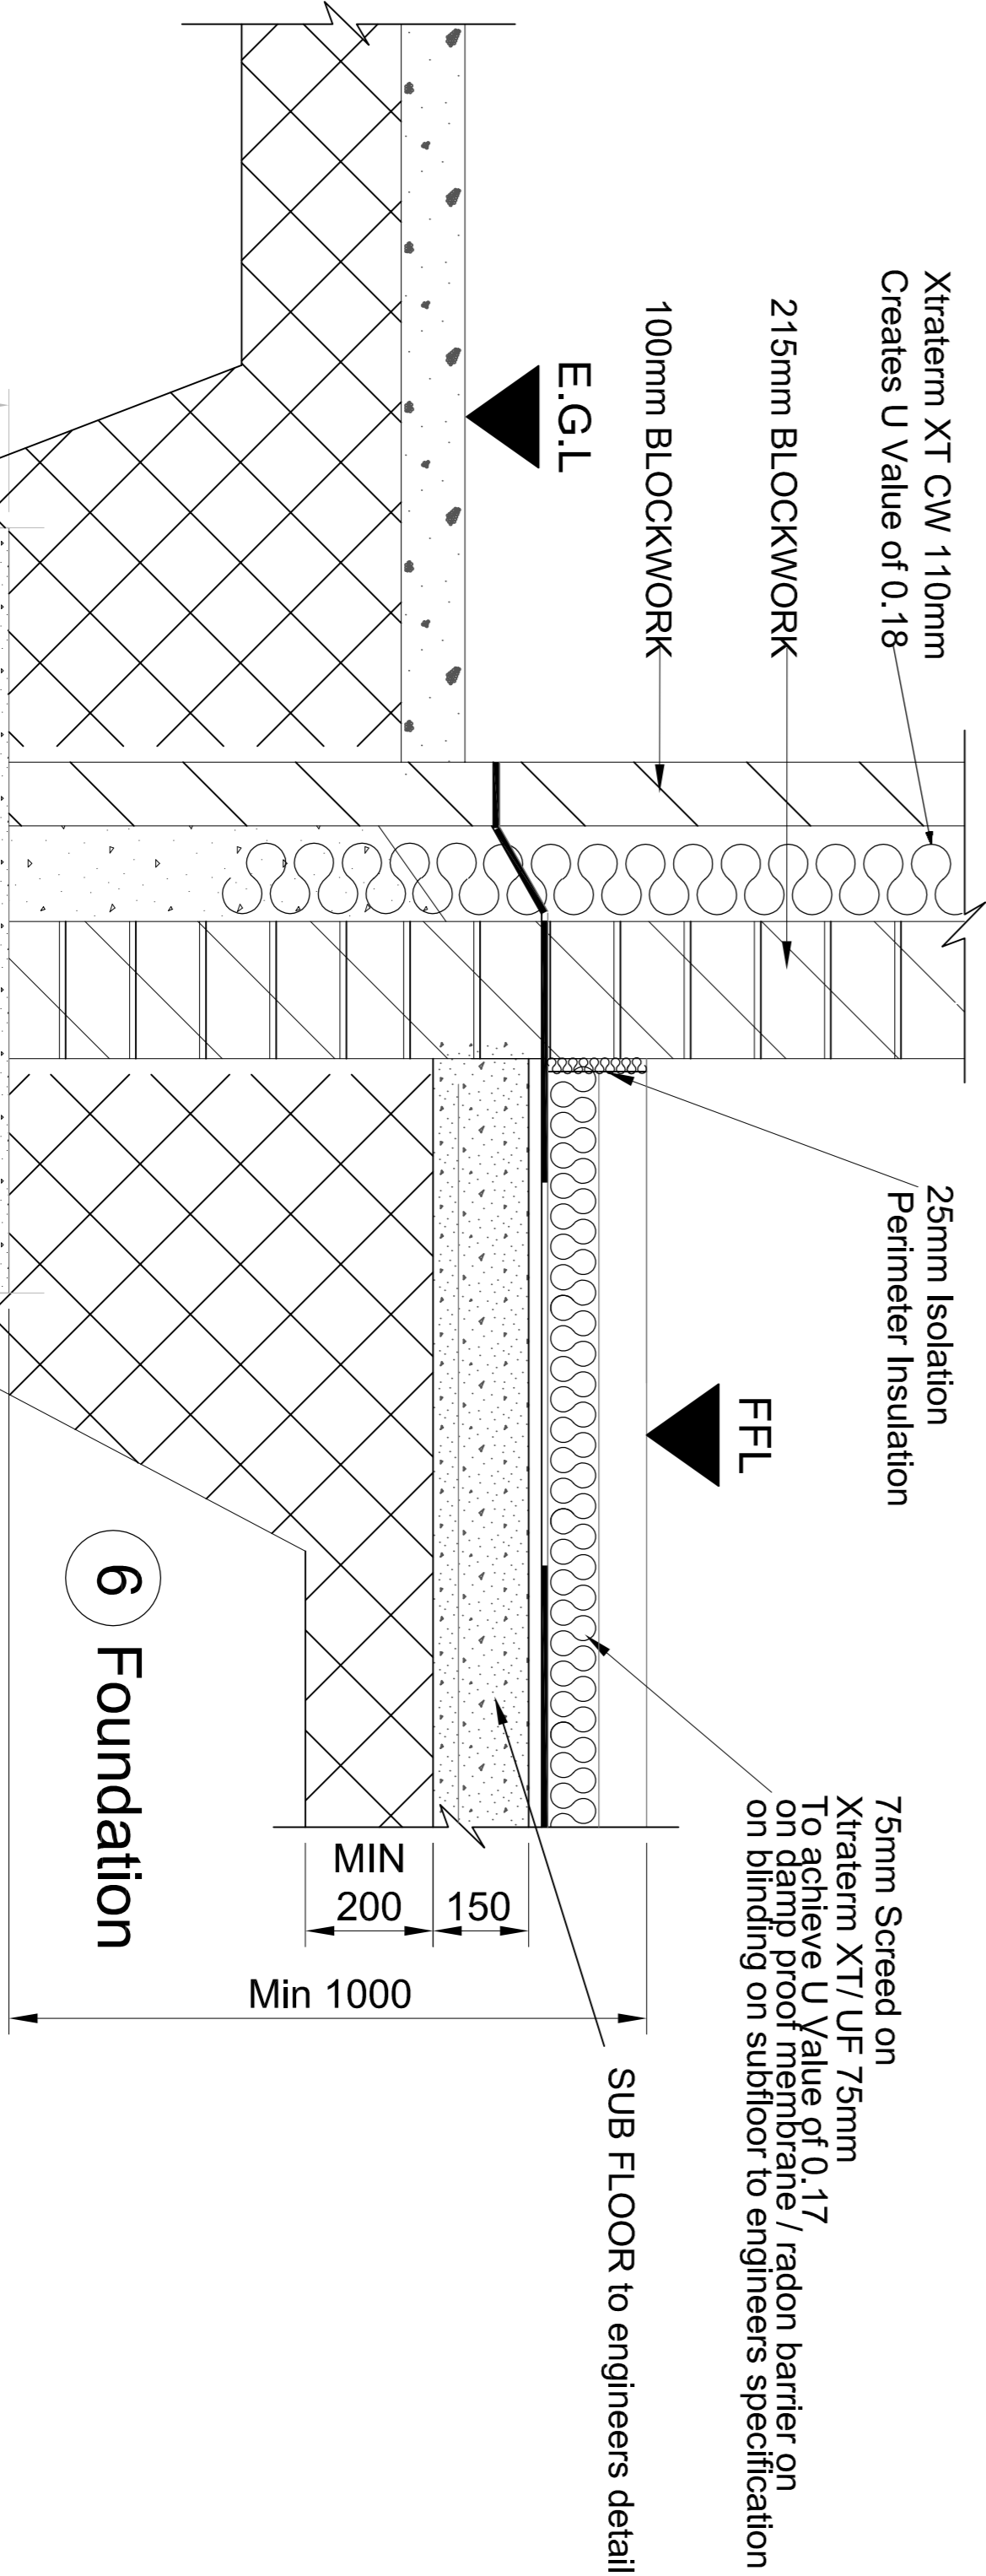 Xtraterm XT CW 110mm
Creates U Value of 0.18
215mm BLOCKWORK
100mm BLOCKWORK
E.G.L
25mm Isolation
Perimeter Insulation
FFL
75mm Screed on
Xtraterm XT/ UF 75mm
To achieve U Value of 0.17
on damp proof membrane / radon barrier on
on blinding on subfloor to engineers specification
SUB FLOOR to engineers detail
MIN
200
150
Min 1000
6 Foundation